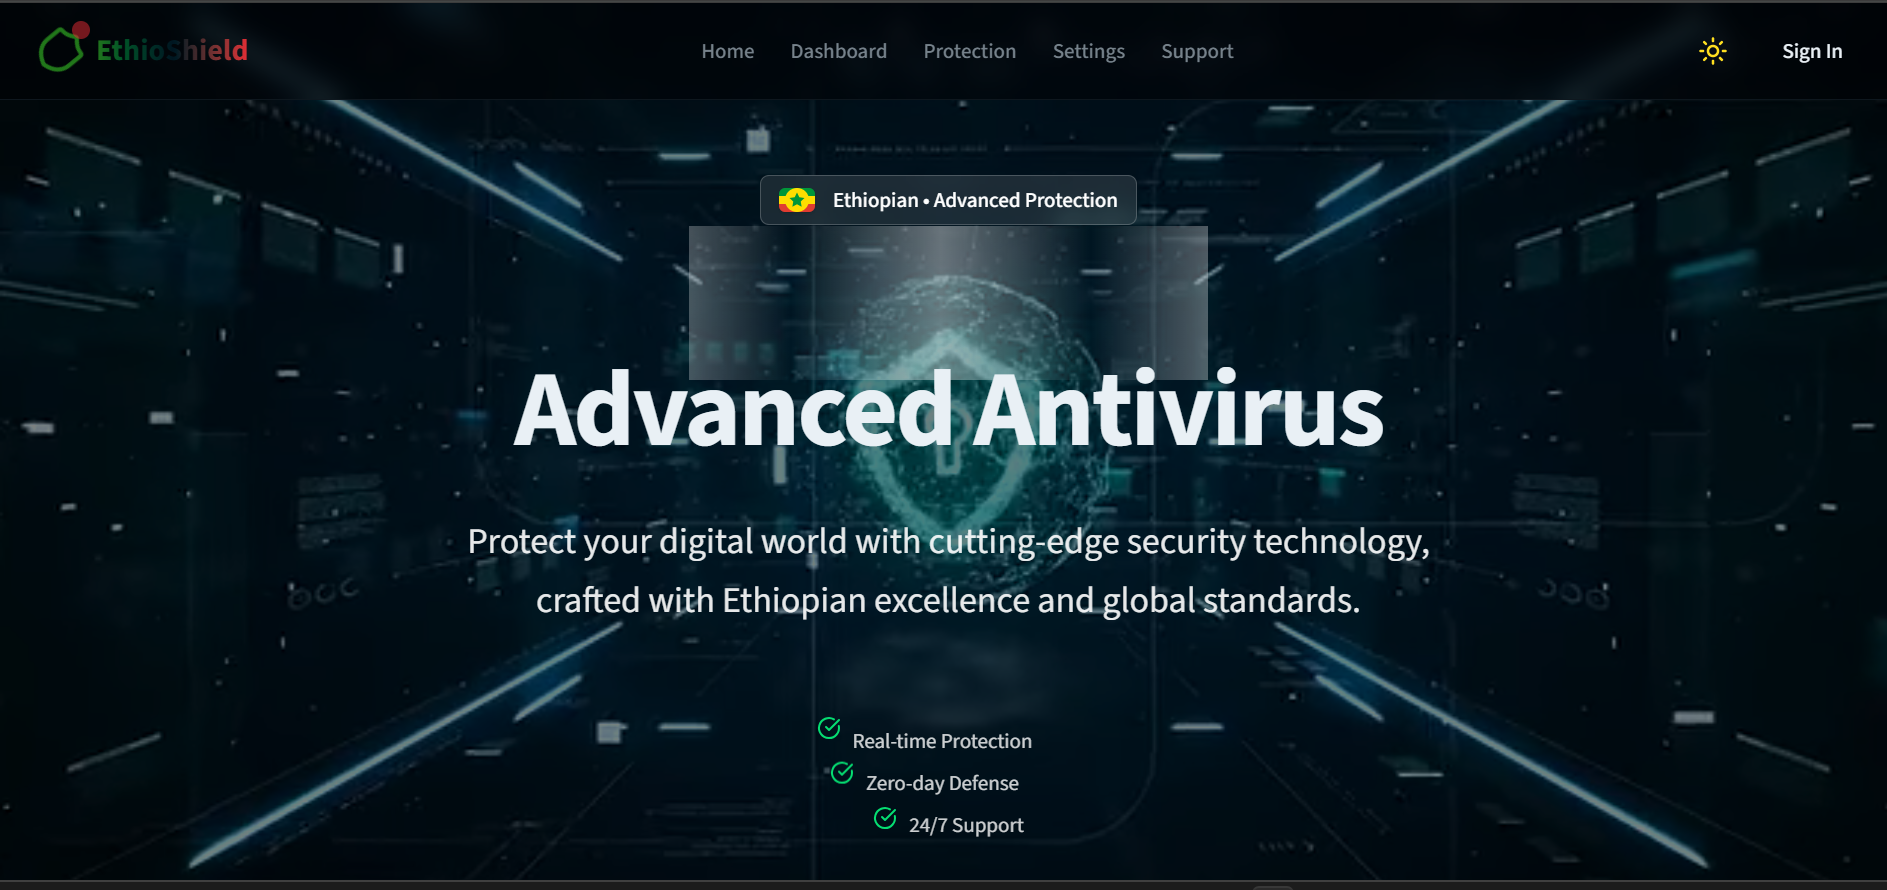 EthioShield
Home
Dashboard
Protection
Settings
Support
Sign In
Ethiopian • Advanced Protection
Advanced Antivirus
Protect your digital world with cutting-edge security technology,
crafted with Ethiopian excellence and global standards.
Real-time Protection
Zero-day Defense
24/7 Support